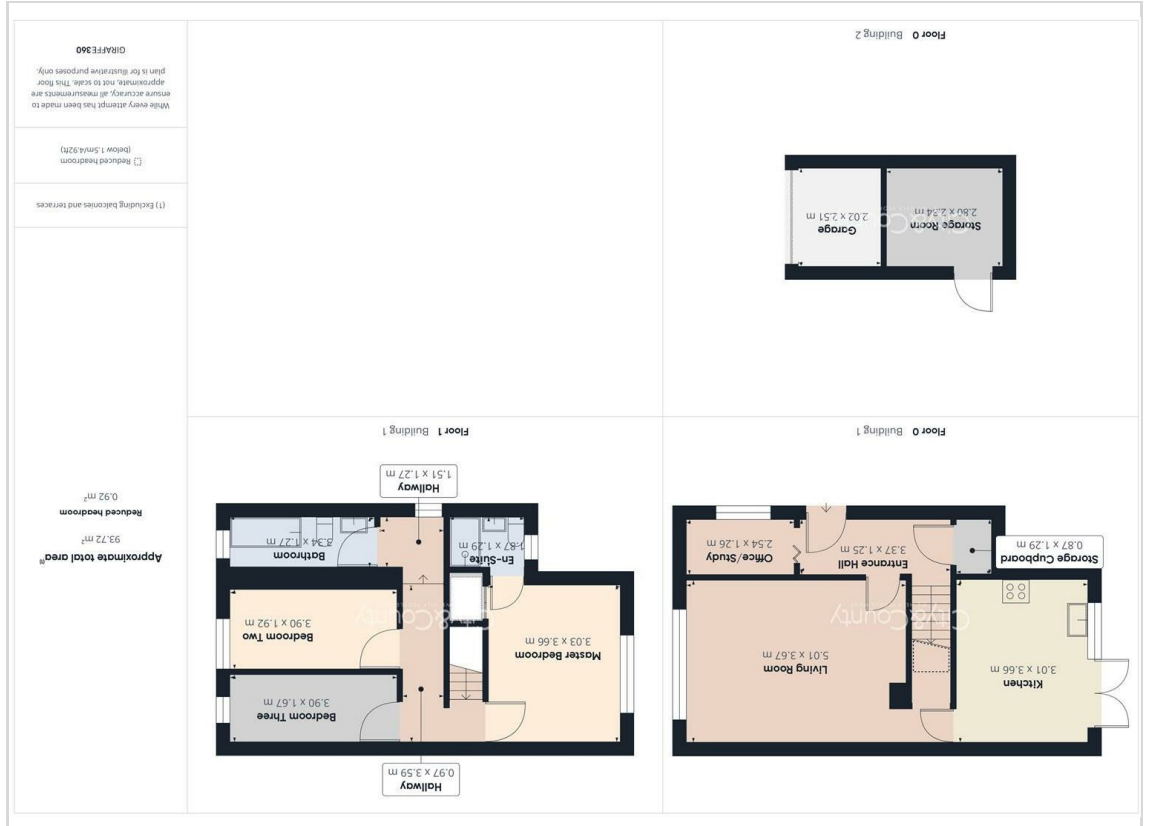 Kitchen
3.01 x 3.66 m
Living Room
5.01 x 3.67 m
Storage Cupboard
0.87 x 1.29 m
Entrance Hall
3.37 x 1.25 m
Office/Study
2.54 x 1.26 m
City&County
Floor 0 Building 1
Hallway
0.97 x 3.59 m
Master Bedroom
3.03 x 3.66 m
Bedroom Three
3.90 x 1.67 m
Bedroom Two
3.90 x 1.92 m
En-Suite
1.87 x 1.29 m
Bathroom
3.34 x 1.27 m
Hallway
1.51 x 1.27 m
City&County
Floor 1 Building 1
Storage Room
2.80 x 2.34 m
Garage
2.02 x 2.51 m
City&County
Floor 0 Building 2
Approximate total area(1)
93.72 m²
Reduced headroom
0.92 m²
(1) Excluding balconies and terraces
Reduced headroom
(below 1.5m/4.92ft)
While every attempt has been made to
ensure accuracy, all measurements are
approximate, not to scale. This floor
plan is for illustrative purposes only.
GIRAFFE360